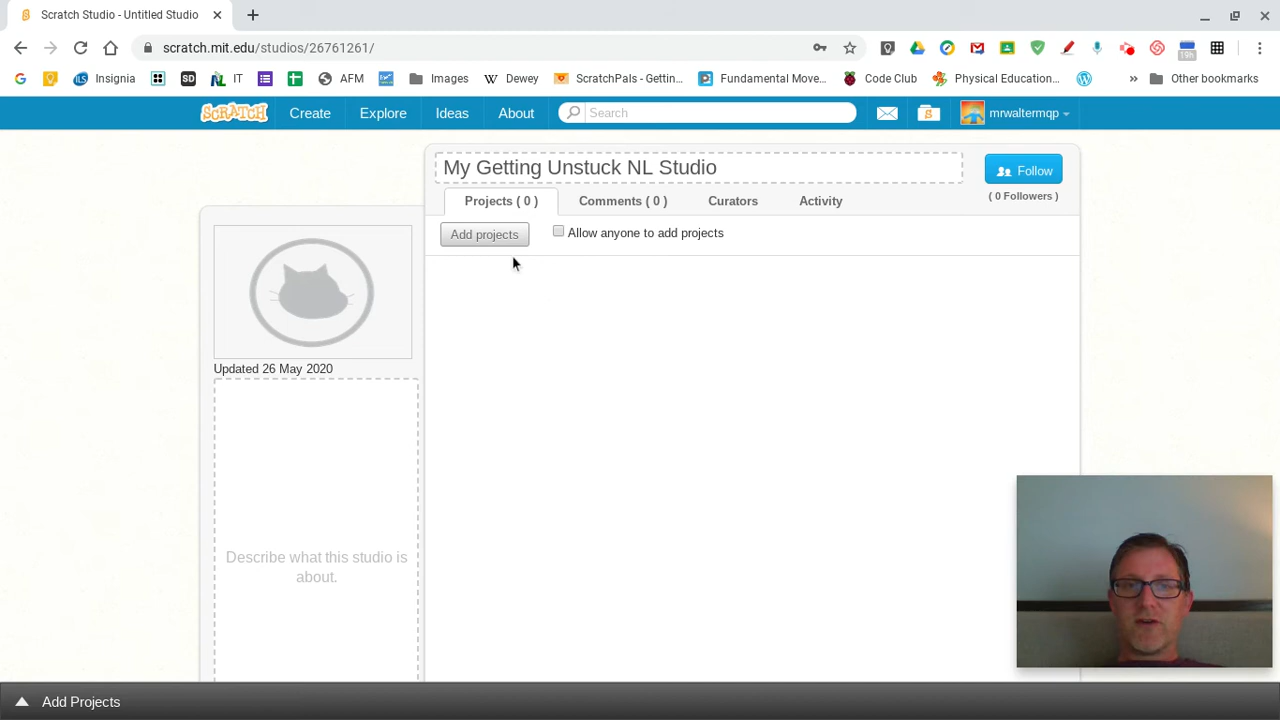 Scratch Studio - Untitled Studio
scratch.mit.edu/studios/26761261/
Insignia
SD
IT
AFM
Images
Dewey
ScratchPals - Gettin...
Fundamental Move...
Code Club
Physical Education...
Other bookmarks
19h
SCRATCH
Create
Explore
Ideas
About
Search
mrwaltermqp
My Getting Unstuck NL Studio
Follow
( 0 Followers )
Projects ( 0 )
Comments ( 0 )
Curators
Activity
Add projects
Allow anyone to add projects
Updated 26 May 2020
Describe what this studio is
about.
Add Projects